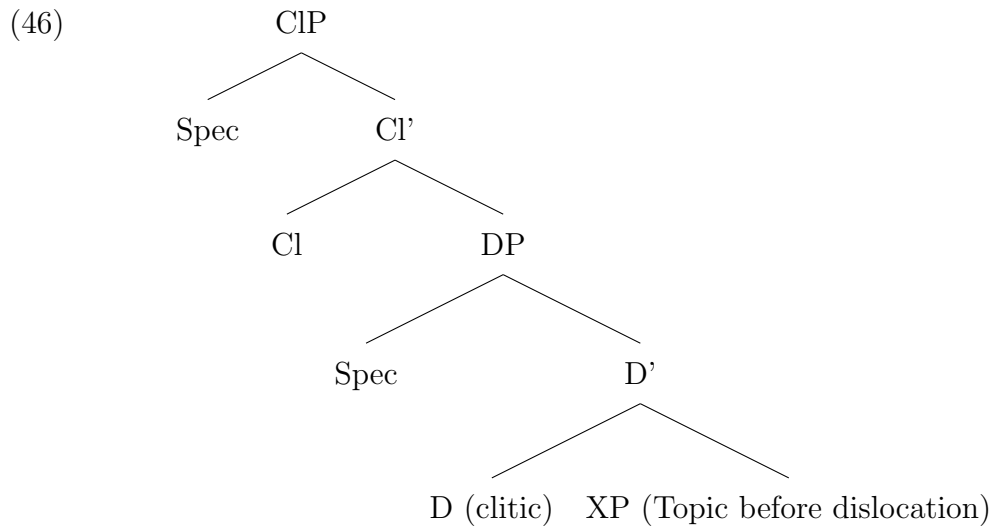 (46) ClP
Spec Cl'
Cl DP
Spec D'
D (clitic) XP (Topic before dislocation)